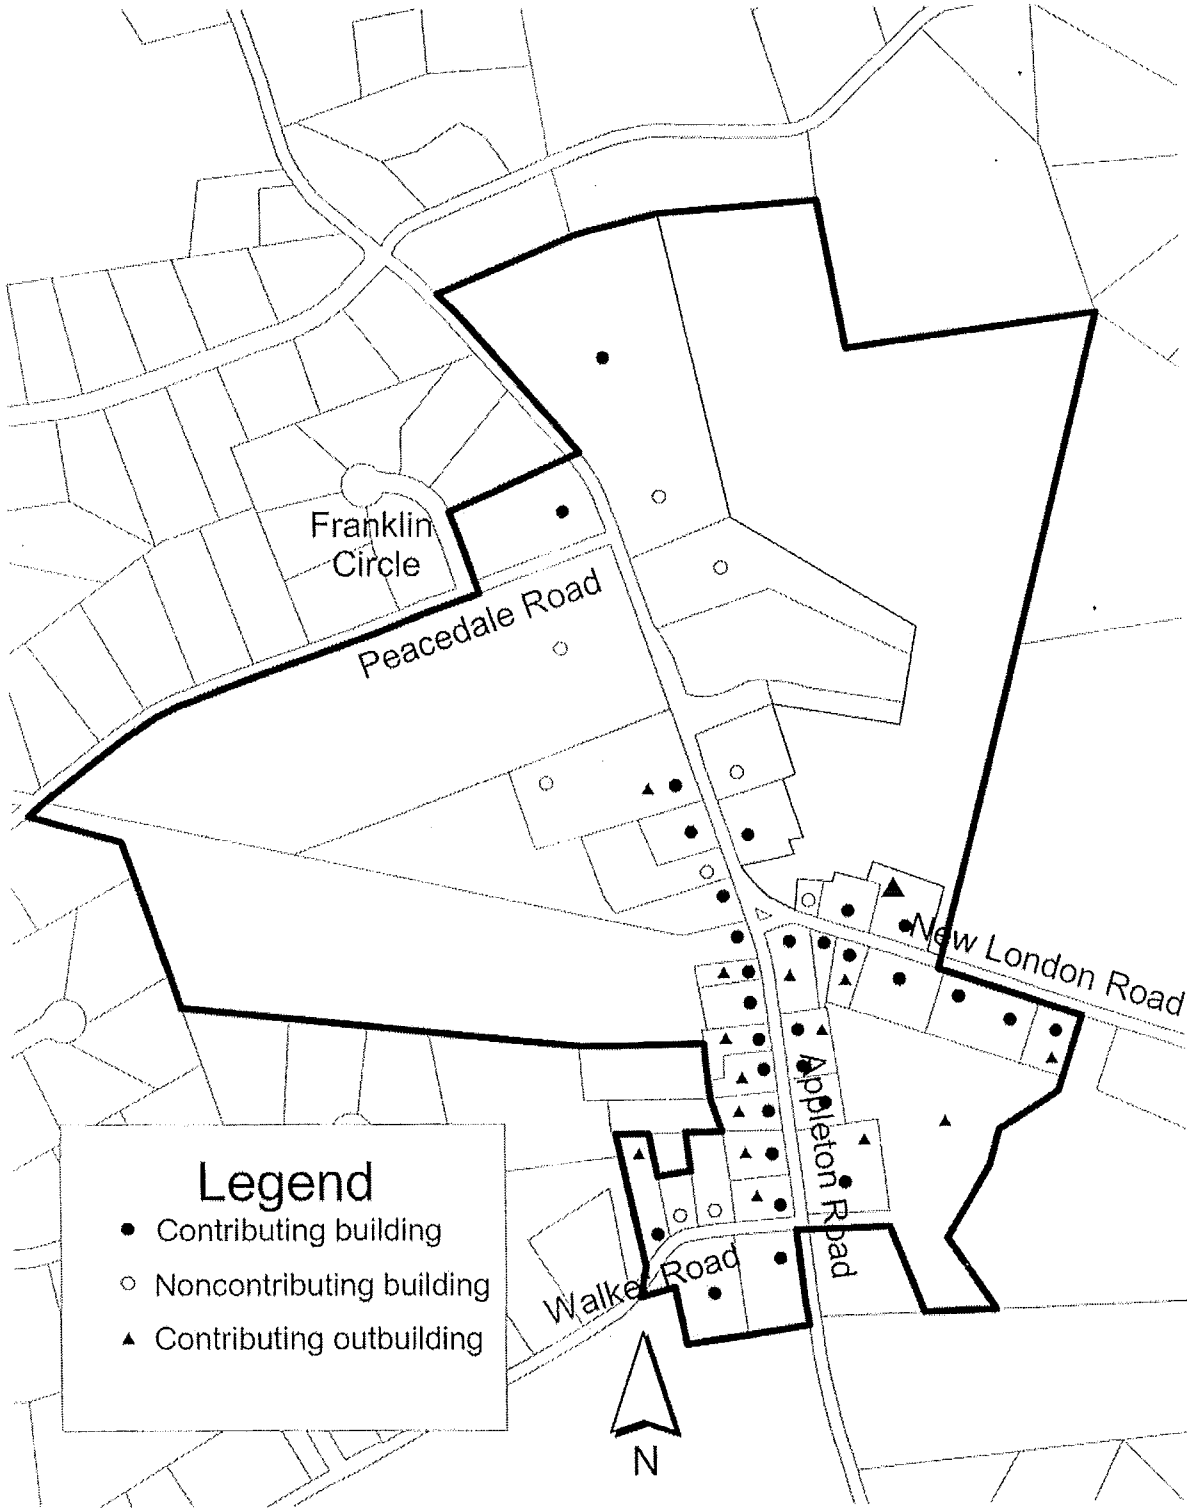 Franklin
Circle
Peacedale Road
New London Road
Appleton Road
Walker Road
Legend
Contributing building
Noncontributing building
Contributing outbuilding
N